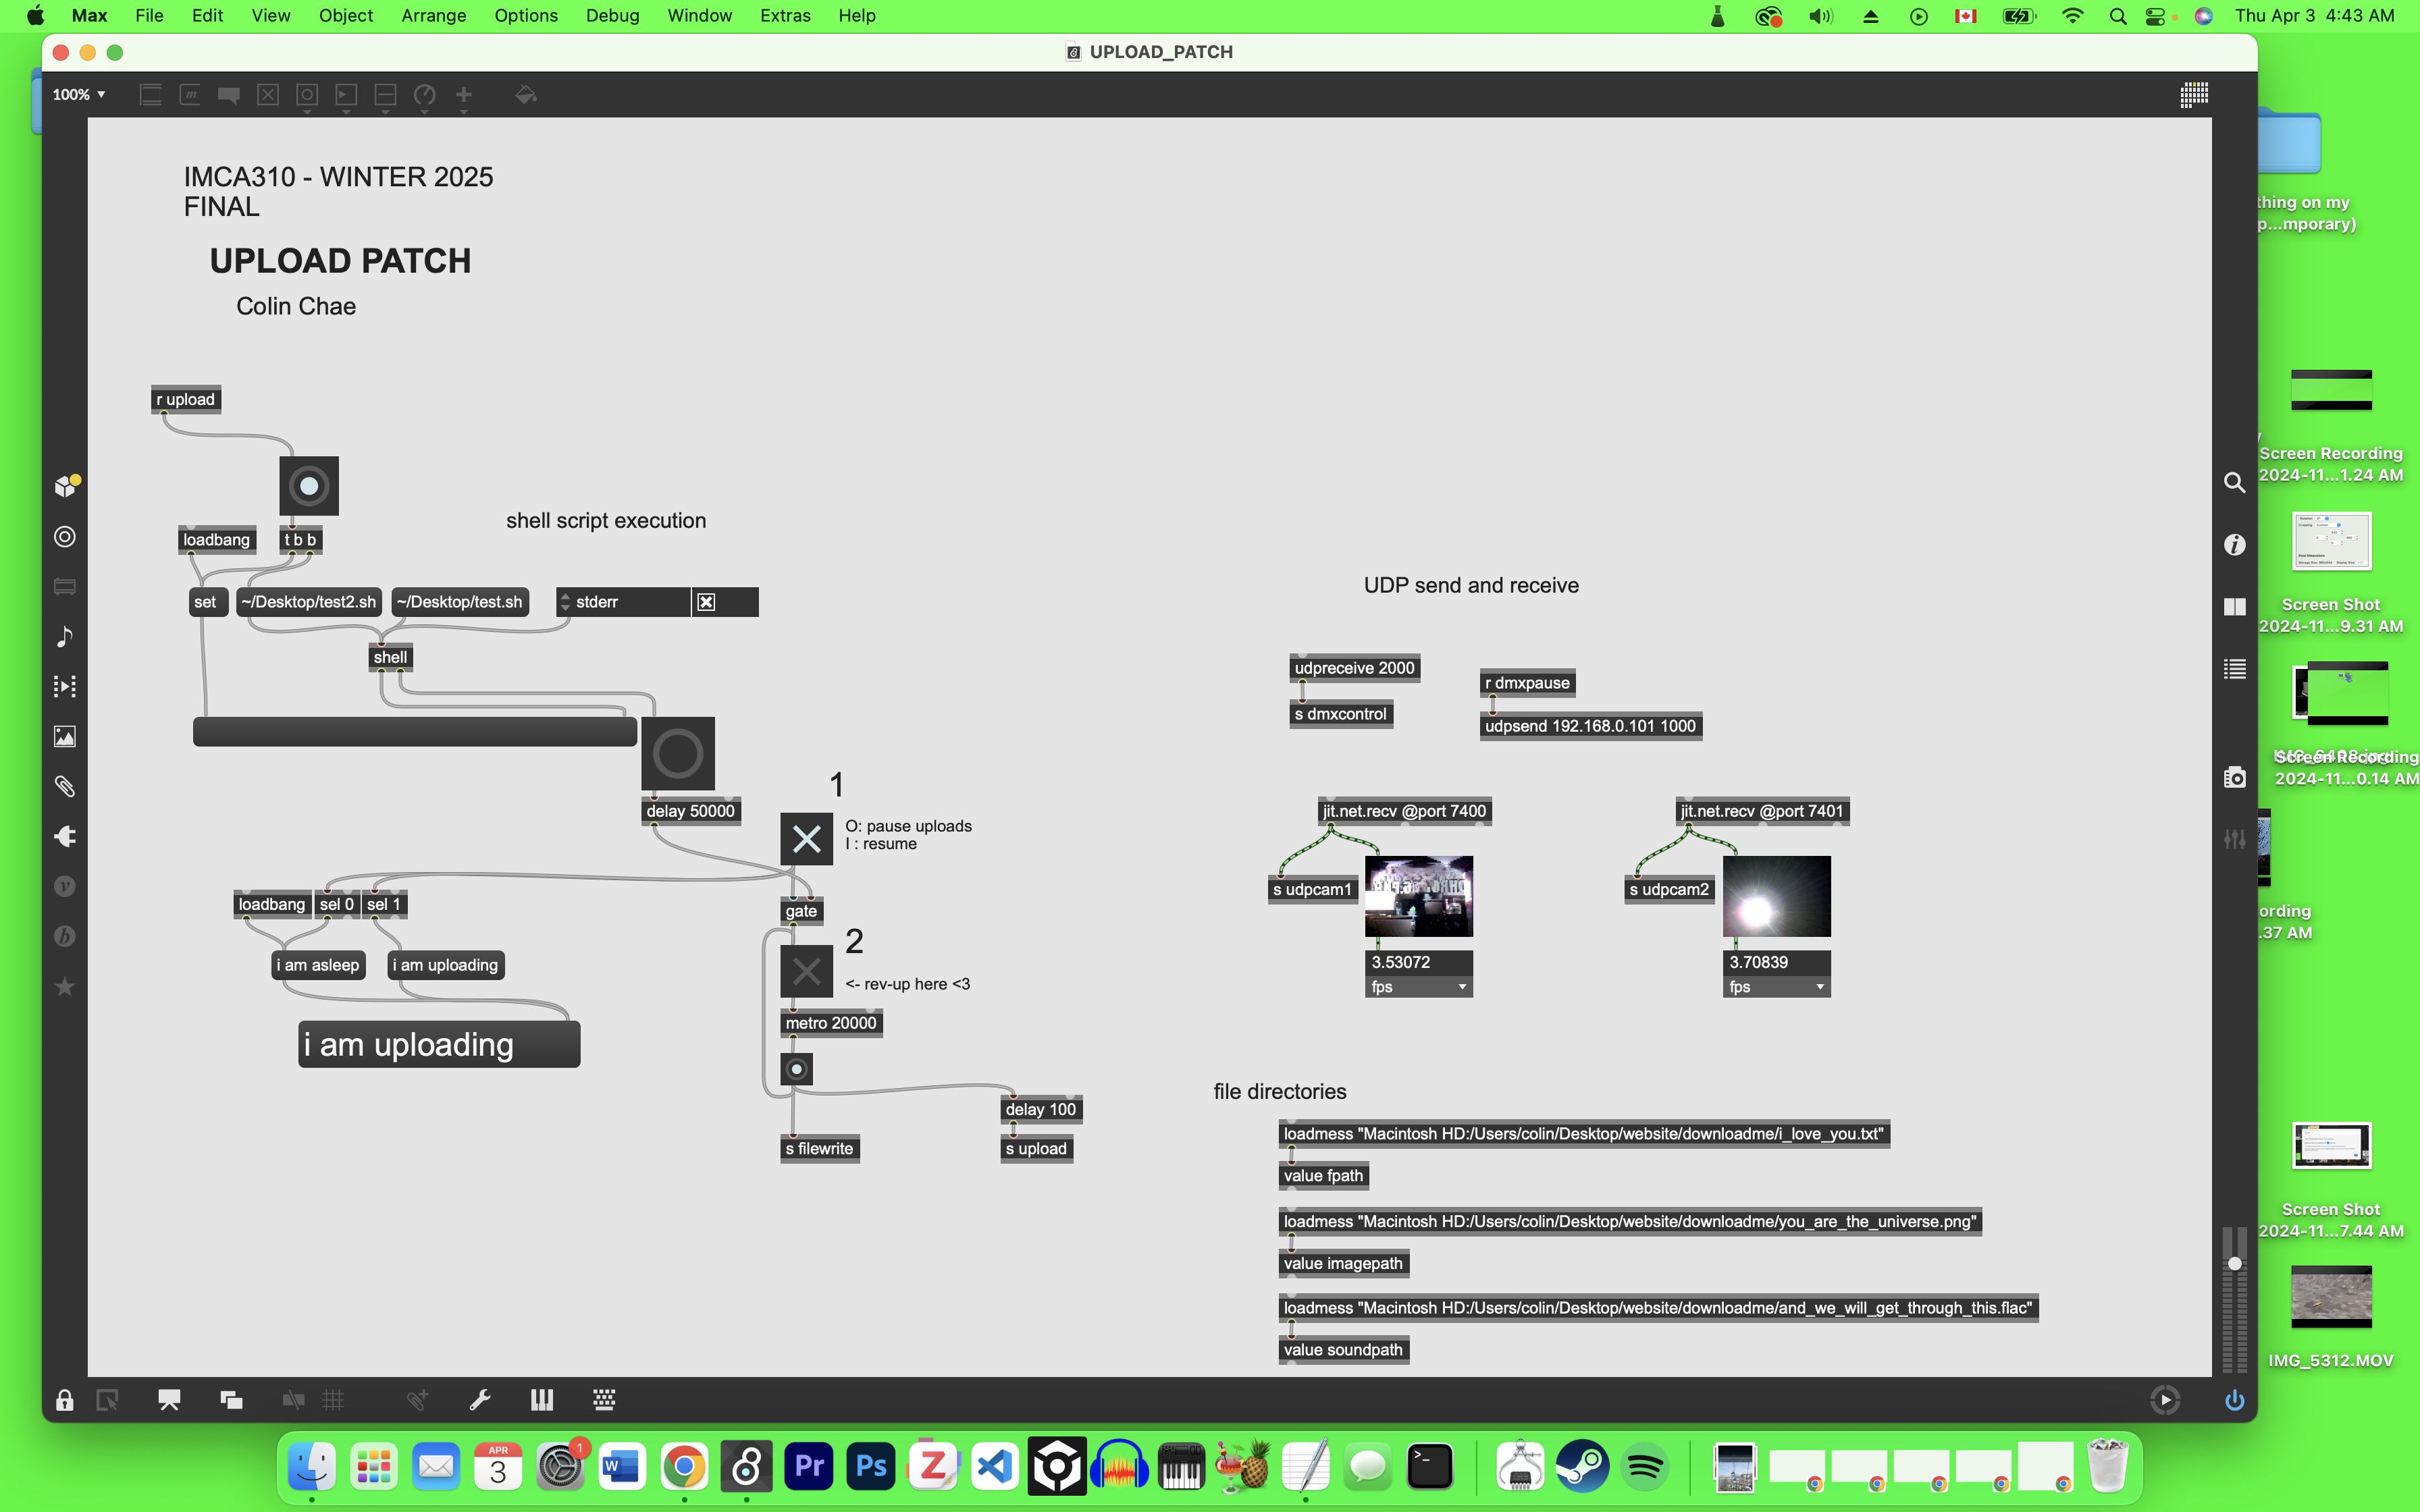 Max File Edit View Object Arrange Options Debug Window Extras Help
Thu Apr 3 4:43 AM
UPLOAD_PATCH
100%
IMCA310 - WINTER 2025
FINAL
UPLOAD PATCH
Colin Chae
r upload
loadbang
t b b
shell script execution
set
~/Desktop/test2.sh
~/Desktop/test.sh
stderr
shell
delay 50000
1
O: pause uploads
I : resume
loadbang
sel 0
sel 1
gate
2
i am asleep
i am uploading
<- rev-up here <3
metro 20000
i am uploading
delay 100
s filewrite
s upload
UDP send and receive
udpreceive 2000
s dmxcontrol
r dmxpause
udpsend 192.168.0.101 1000
jit.net.recv @port 7400
s udpcam1
3.53072
fps
jit.net.recv @port 7401
s udpcam2
3.70839
fps
file directories
loadmess "Macintosh HD:/Users/colin/Desktop/website/downloadme/i_love_you.txt"
value fpath
loadmess "Macintosh HD:/Users/colin/Desktop/website/downloadme/you_are_the_universe.png"
value imagepath
loadmess "Macintosh HD:/Users/colin/Desktop/website/downloadme/and_we_will_get_through_this.flac"
value soundpath
thing on my
p...mporary)
Screen Recording
2024-11...1.24 AM
Screen Shot
2024-11...9.31 AM
Screen Recording
2024-11...0.14 AM
ording
.37 AM
Screen Shot
2024-11...7.44 AM
IMG_5312.MOV
APR
3
1
W
Pr
Ps
Z